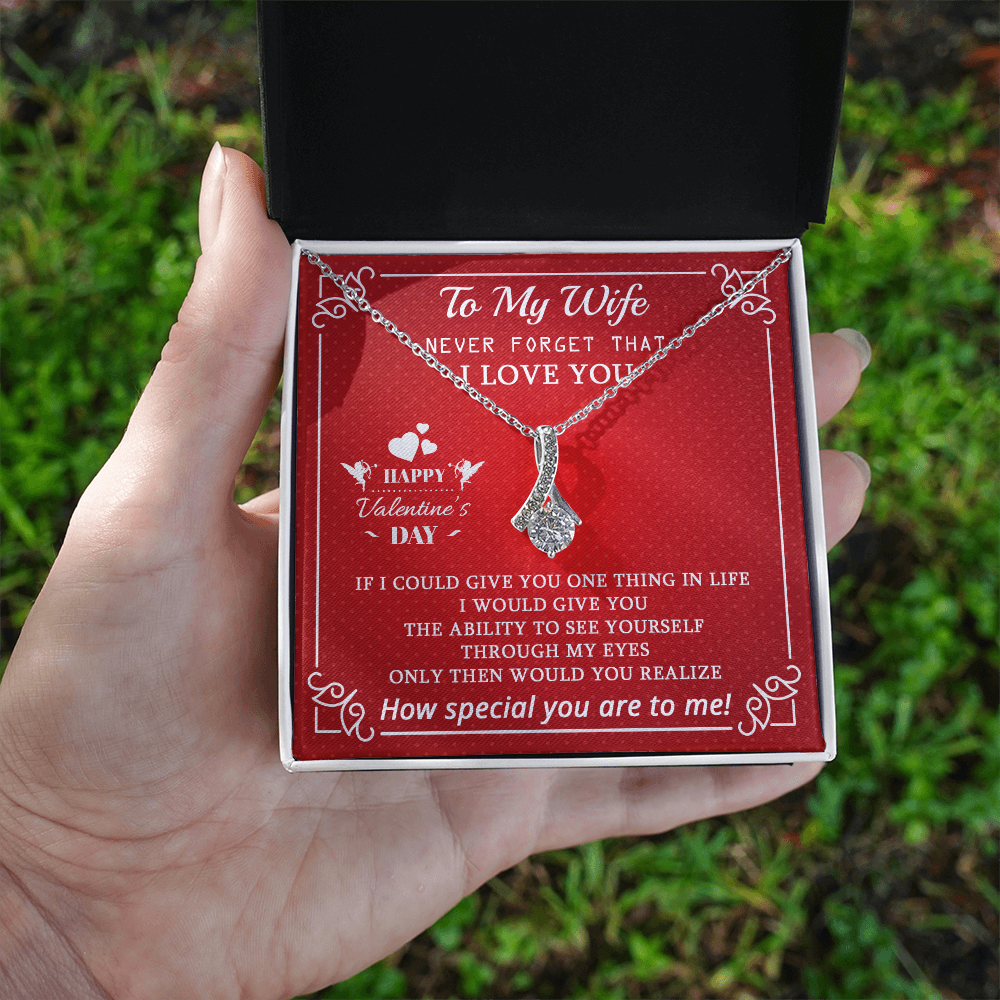 To My Wife
NEVER FORGET THAT
I LOVE YOU
HAPPY
Valentine's
DAY
IF I COULD GIVE YOU ONE THING IN LIFE
I WOULD GIVE YOU
THE ABILITY TO SEE YOURSELF
THROUGH MY EYES
ONLY THEN WOULD YOU REALIZE
How special you are to me!